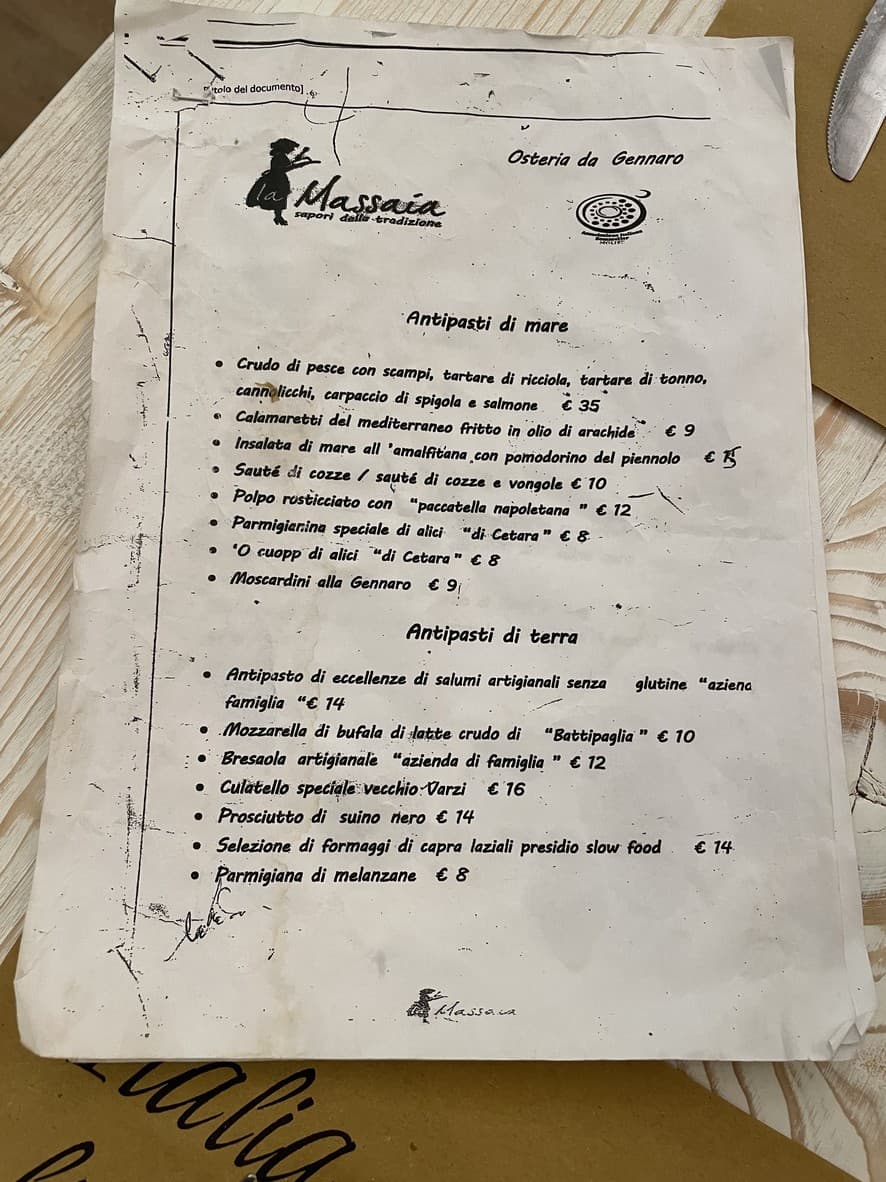 tolo del documento]
Osteria da Gennaro
la Massaia
sapori della tradizione
Antipasti di mare
• Crudo di pesce con scampi, tartare di ricciola, tartare di tonno,
cannolicchi, carpaccio di spigola e salmone € 35
• Calamaretti del mediterraneo fritto in olio di arachide € 9
• Insalata di mare all 'amalfitana con pomodorino del piennolo € 15
• Sauté di cozze / sauté di cozze e vongole € 10
• Polpo rosticciato con “paccatella napoletana ” € 12
• Parmigianina speciale di alici “di Cetara” € 8
• ‘O cuopp di alici “di Cetara” € 8
• Moscardini alla Gennaro € 9
Antipasti di terra
• Antipasto di eccellenze di salumi artigianali senza glutine “azienc
famiglia “€ 14
• Mozzarella di bufala di latte crudo di “Battipaglia” € 10
• Bresaola artigianale “azienda di famiglia ” € 12
• Culatello speciale vecchio Varzi € 16
• Prosciutto di suino nero € 14
• Selezione di formaggi di capra laziali presidio slow food € 14
• Parmigiana di melanzane € 8
Massaia